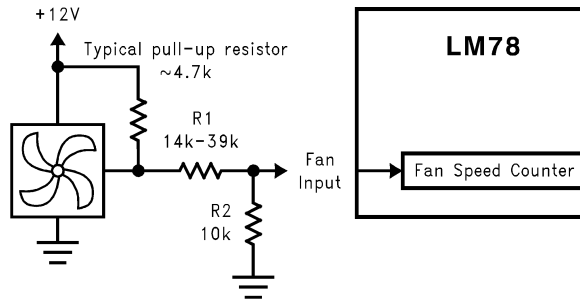 +12V
Typical pull-up resistor
~4.7k
LM78
R1
14k-39k
Fan
Input
Fan Speed Counter
R2
10k